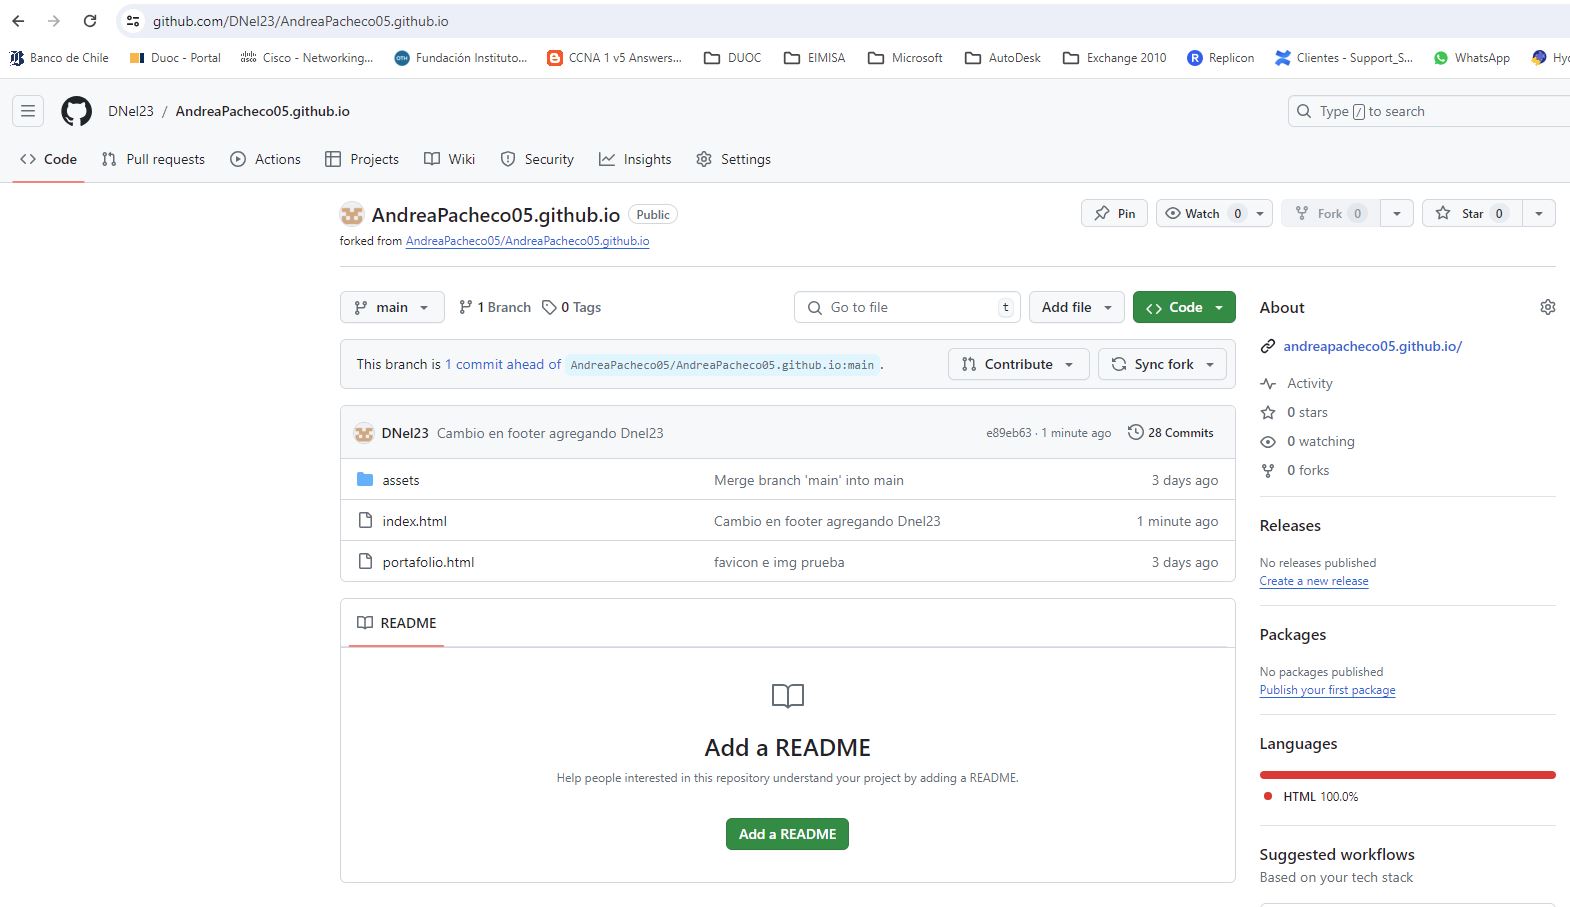 github.com/DNel23/AndreaPacheco05.github.io
Banco de Chile Duoc - Portal Cisco - Networking... Fundación Instituto... CCNA 1 v5 Answers... DUOC EIMISA Microsoft AutoDesk Exchange 2010 Replicon Clientes - Support_S... WhatsApp
DNel23 / AndreaPacheco05.github.io Type / to search
Code Pull requests Actions Projects Wiki Security Insights Settings
AndreaPacheco05.github.io Public Pin Watch 0 Fork 0 Star 0
forked from AndreaPacheco05/AndreaPacheco05.github.io
main 1 Branch 0 Tags Go to file t Add file Code
This branch is 1 commit ahead of AndreaPacheco05/AndreaPacheco05.github.io:main . Contribute Sync fork
DNel23 Cambio en footer agregando Dnel23 e89eb63 · 1 minute ago 28 Commits
assets Merge branch 'main' into main 3 days ago
index.html Cambio en footer agregando Dnel23 1 minute ago
portafolio.html favicon e img prueba 3 days ago
README
Add a README
Help people interested in this repository understand your project by adding a README.
Add a README
About
andreapacheco05.github.io/
Activity
0 stars
0 watching
0 forks
Releases
No releases published
Create a new release
Packages
No packages published
Publish your first package
Languages
HTML 100.0%
Suggested workflows
Based on your tech stack